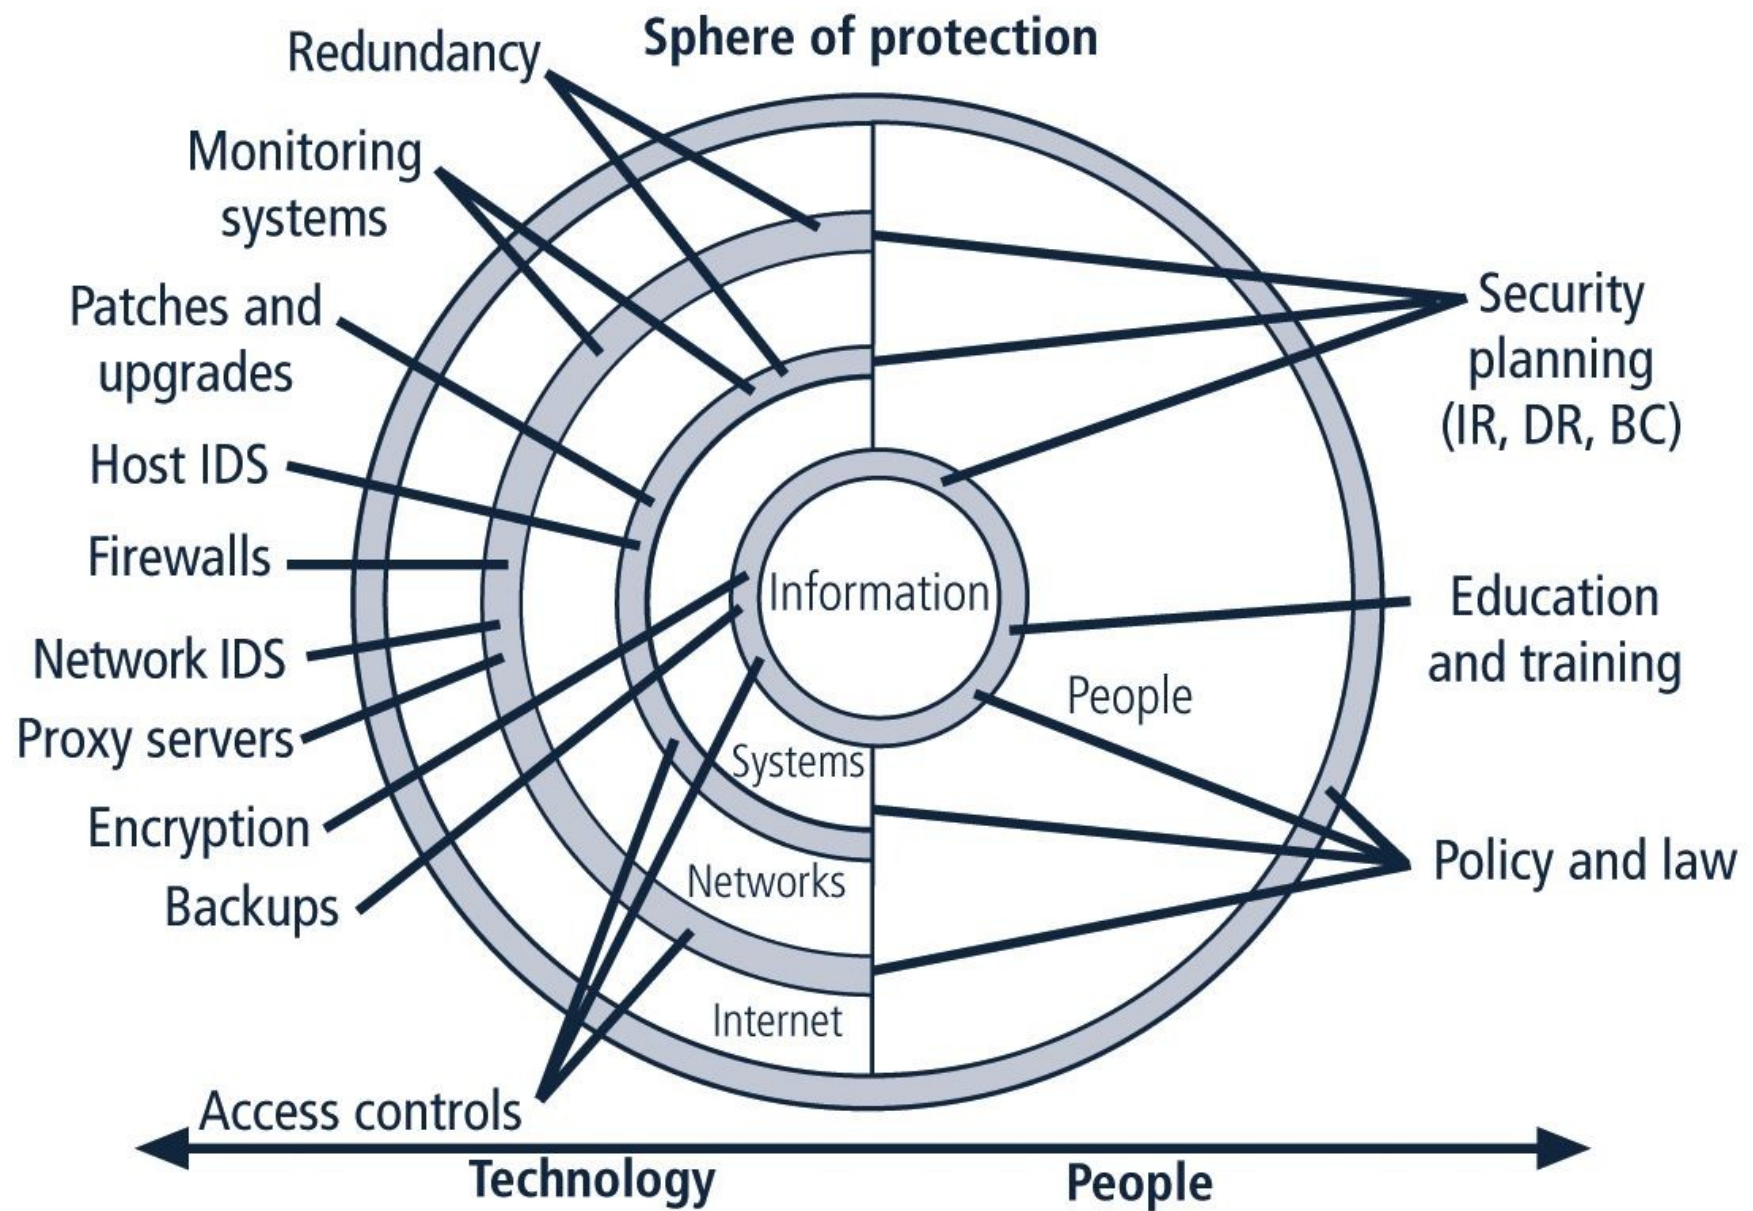 Sphere of protection
Redundancy
Monitoring
systems
Patches and
upgrades
Host IDS
Firewalls
Network IDS
Proxy servers
Encryption
Backups
Access controls
Information
Systems
Networks
Internet
People
Security
planning
(IR, DR, BC)
Education
and training
Policy and law
Technology
People